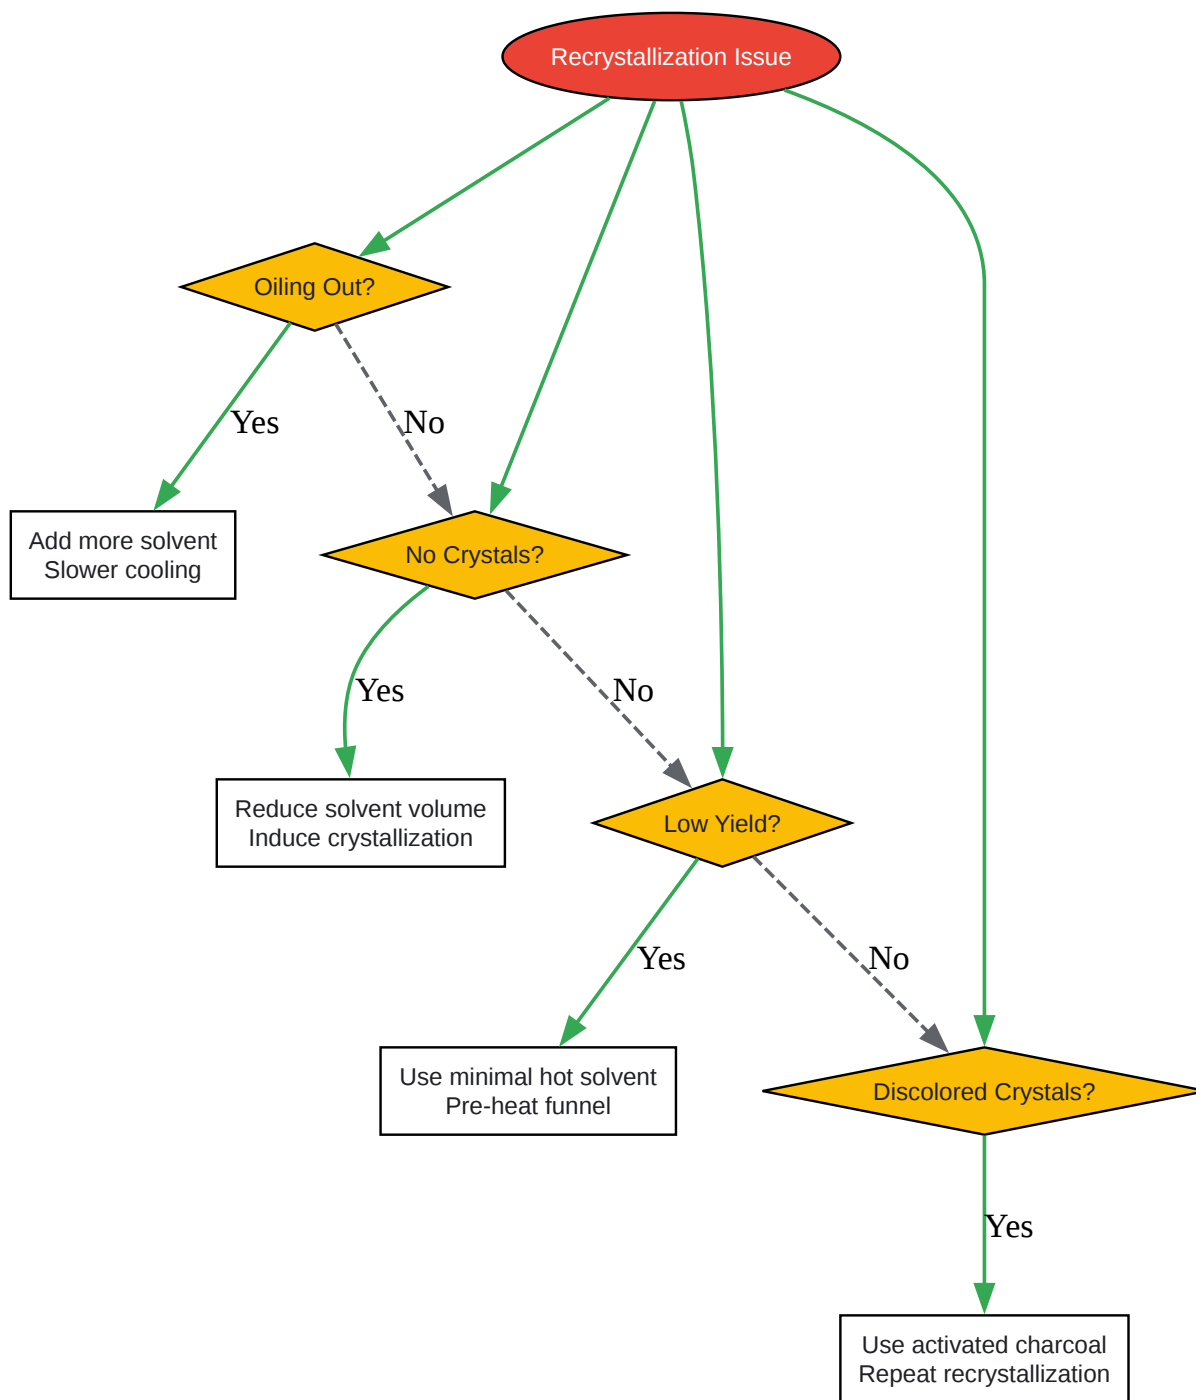 Recrystallization Issue
Oiling Out?
Yes
No
Add more solvent
Slower cooling
No Crystals?
Yes
No
Reduce solvent volume
Induce crystallization
Low Yield?
Yes
No
Use minimal hot solvent
Pre-heat funnel
Discolored Crystals?
Yes
Use activated charcoal
Repeat recrystallization